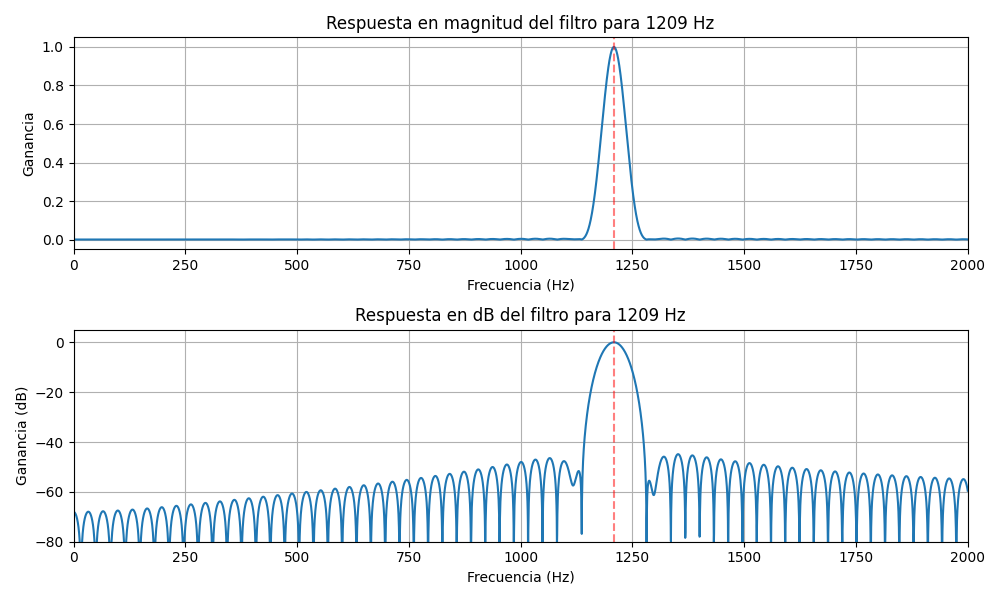 Respuesta en magnitud del filtro para 1209 Hz
1.0
0.8
0.6
0.4
0.2
0.0
Ganancia
0 250 500 750 1000 1250 1500 1750 2000
Frecuencia (Hz)
Respuesta en dB del filtro para 1209 Hz
0
−20
−40
−60
−80
Ganancia (dB)
0 250 500 750 1000 1250 1500 1750 2000
Frecuencia (Hz)